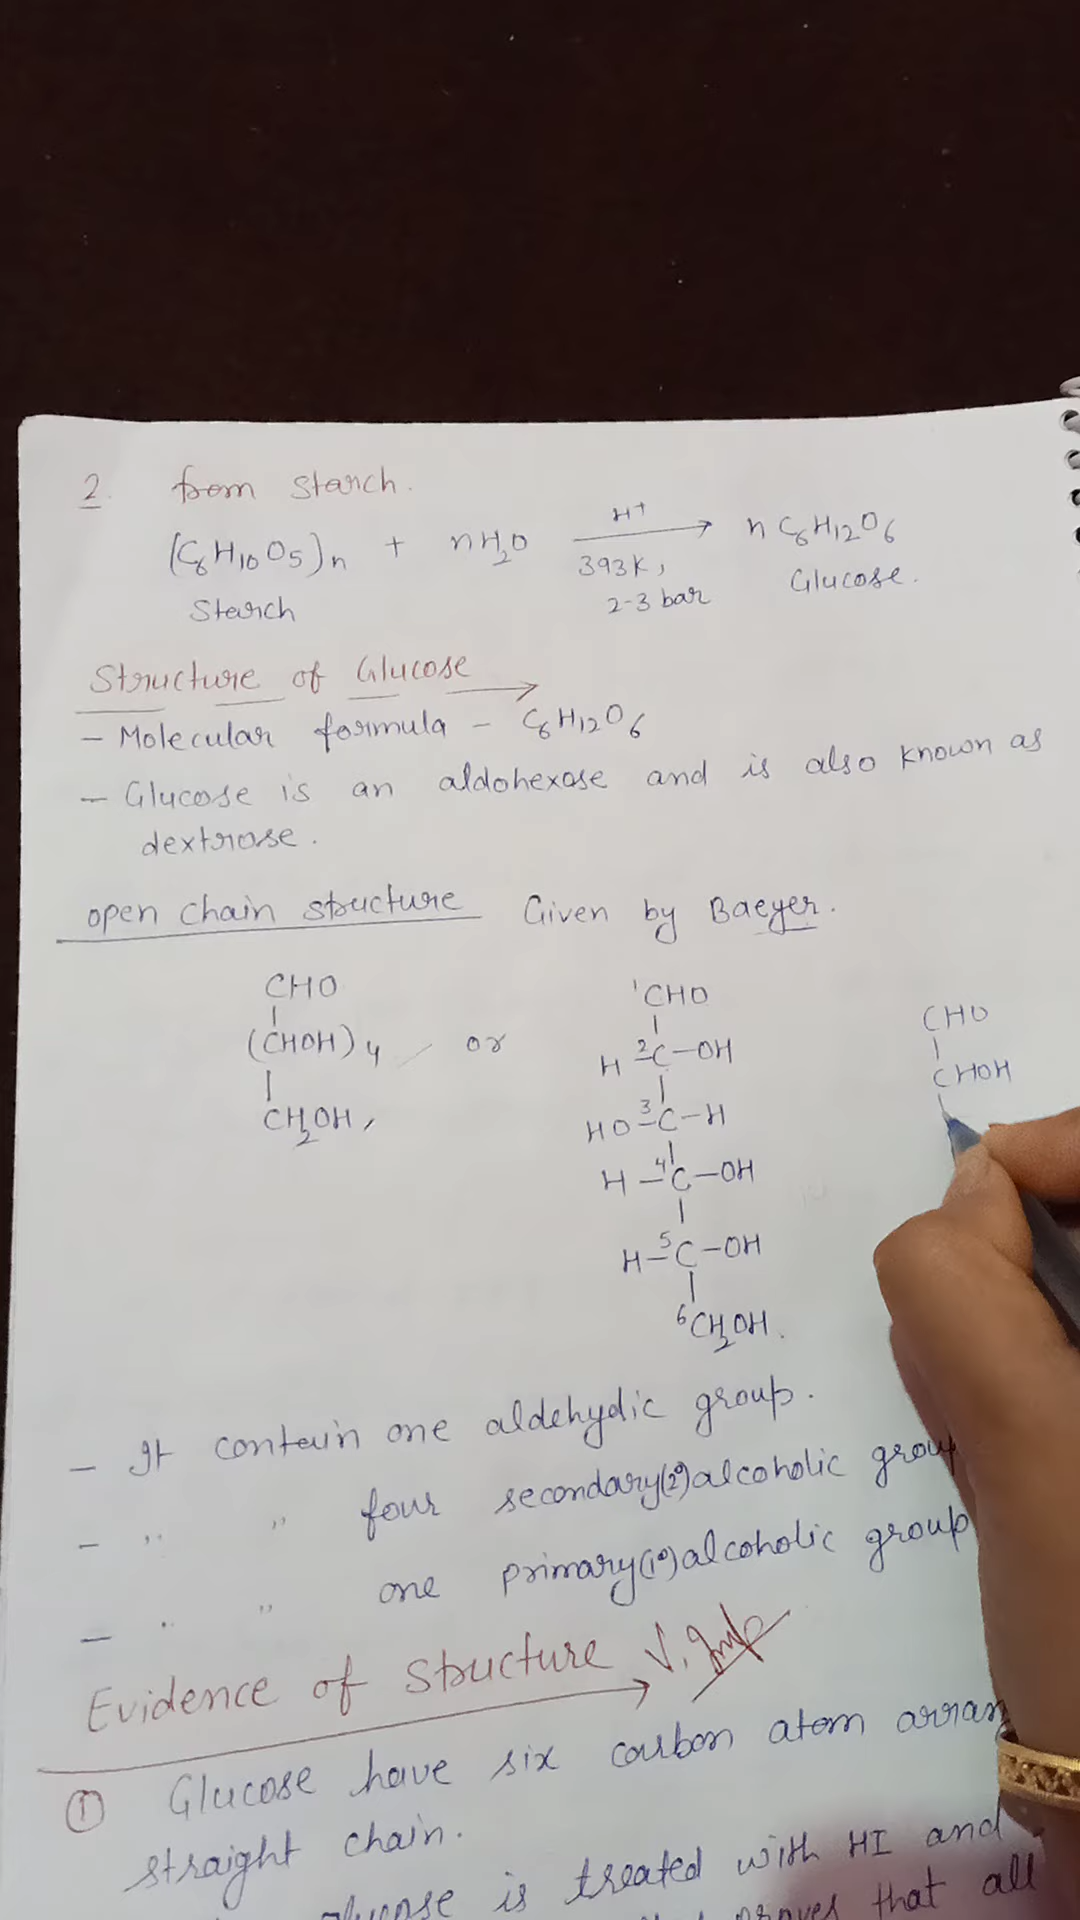 2. from starch.
(C6H10O5)n + nH2O H+ → n C6H12O6
393K,
2-3 bar
Starch Glucose.
Structure of Glucose →
- Molecular formula - C6H12O6
- Glucose is an aldohexose and is also known as
dextrose.
open chain structure Given by Baeyer.
CHO
(CHOH)4
CH2OH,
or
1CHO
H -2C-OH
HO -3C-H
H -4C-OH
H -5C-OH
6CH2OH.
CHO
CHOH
- It contain one aldehydic group.
- " " four secondary(2°) alcoholic group
- " " one primary(1°) alcoholic group
Evidence of structure V. Imp
① Glucose have six carbon atom arran
straight chain.
glucose is treated with HI and
proves that all